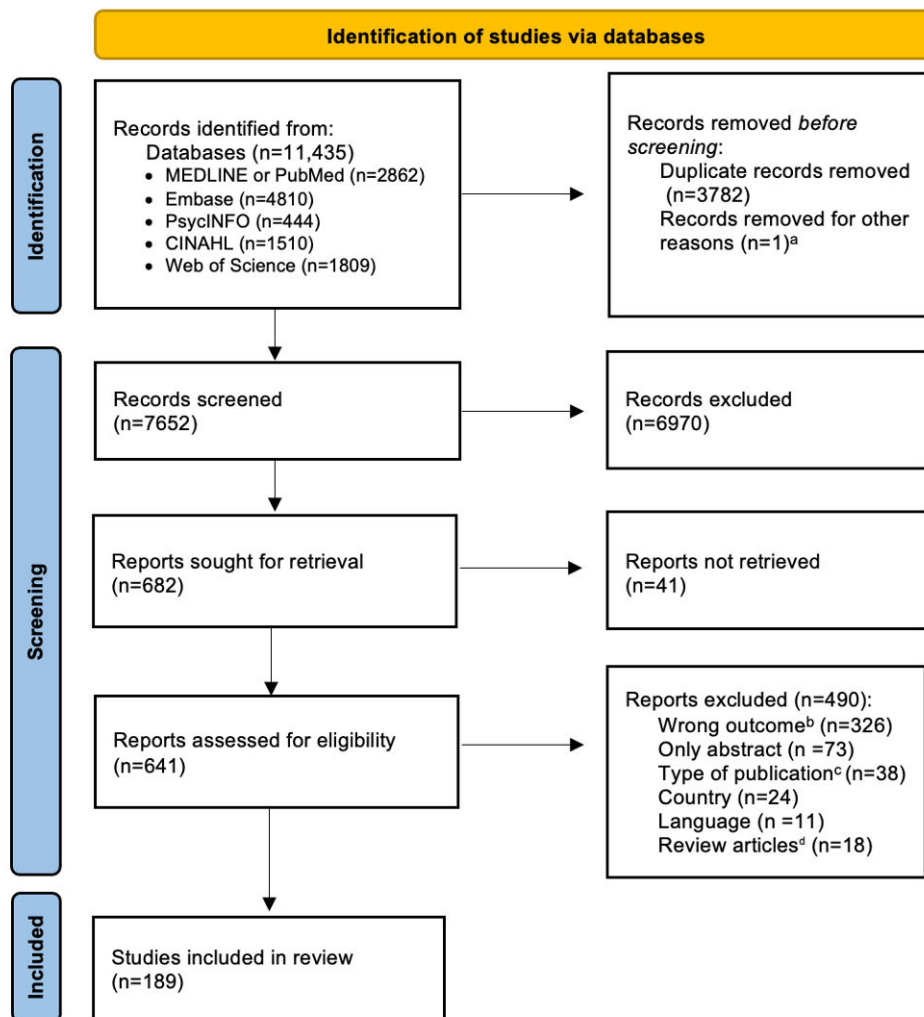 Identification of studies via databases
Identification
Records identified from:
Databases (n=11,435)
• MEDLINE or PubMed (n=2862)
• Embase (n=4810)
• PsycINFO (n=444)
• CINAHL (n=1510)
• Web of Science (n=1809)
Records removed before
screening:
Duplicate records removed
(n=3782)
Records removed for other
reasons (n=1)ᵃ
Screening
Records screened
(n=7652)
Records excluded
(n=6970)
Reports sought for retrieval
(n=682)
Reports not retrieved
(n=41)
Reports assessed for eligibility
(n=641)
Reports excluded (n=490):
Wrong outcomeᵇ (n=326)
Only abstract (n =73)
Type of publicationᶜ (n=38)
Country (n=24)
Language (n =11)
Review articlesᵈ (n=18)
Included
Studies included in review
(n=189)